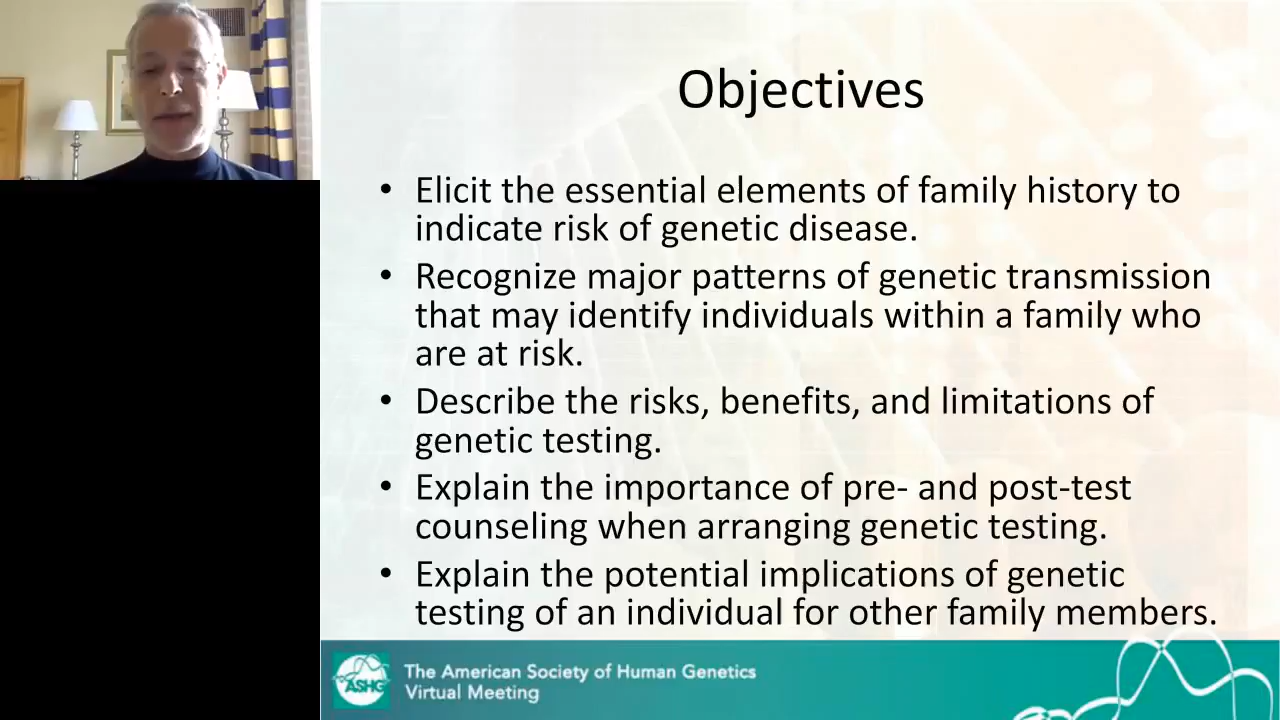 Objectives
• Elicit the essential elements of family history to
indicate risk of genetic disease.
• Recognize major patterns of genetic transmission
that may identify individuals within a family who
are at risk.
• Describe the risks, benefits, and limitations of
genetic testing.
• Explain the importance of pre- and post-test
counseling when arranging genetic testing.
• Explain the potential implications of genetic
testing of an individual for other family members.
ASHG
The American Society of Human Genetics
Virtual Meeting